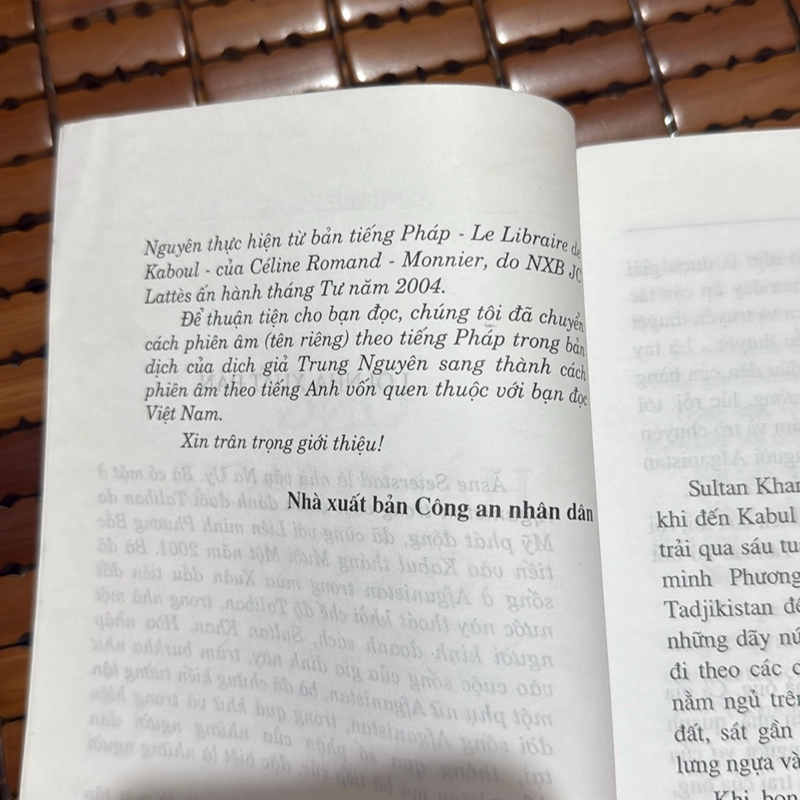 Nguyên thực hiện từ bản tiếng Pháp - Le Libraire de
Kaboul - của Céline Romand - Monnier, do NXB JC
Lattès ấn hành tháng Tư năm 2004.
Để thuận tiện cho bạn đọc, chúng tôi đã chuyển
cách phiên âm (tên riêng) theo tiếng Pháp trong bản
dịch của dịch giả Trung Nguyên sang thành cách
phiên âm theo tiếng Anh vốn quen thuộc với bạn đọc
Việt Nam.
Xin trân trọng giới thiệu!
Nhà xuất bản Công an nhân dân
Sultan Khan
khi đến Kabul
trải qua sáu
minh Phương
Tadjikistan
những dãy
đi theo các
nằm ngủ
đất, sát gần
lưng ngựa và
Khi bọn